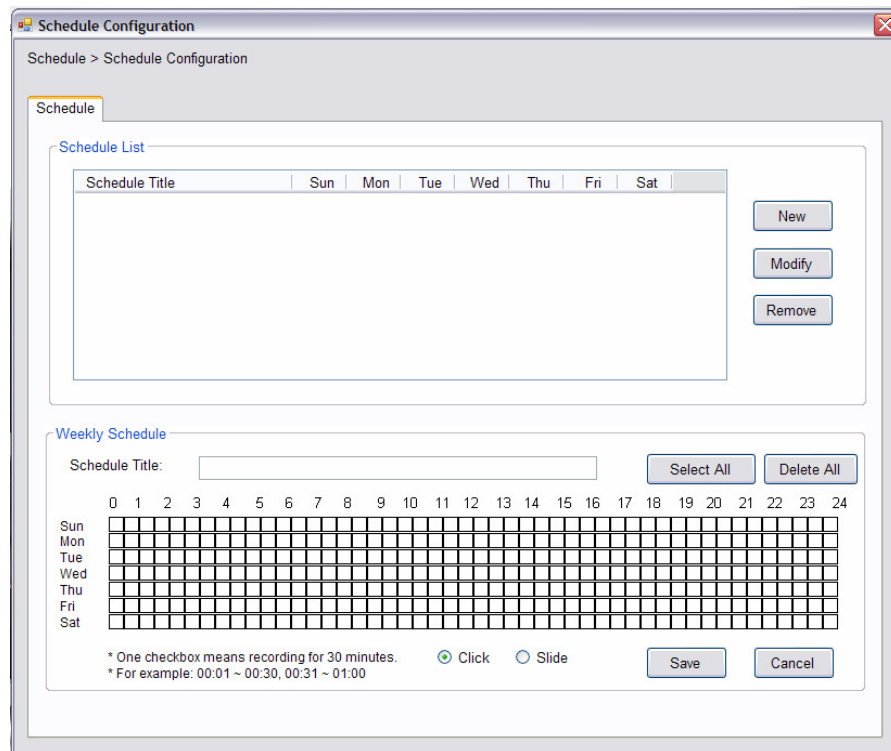 Schedule Configuration
Schedule > Schedule Configuration
Schedule
Schedule List
Schedule Title Sun Mon Tue Wed Thu Fri Sat
New
Modify
Remove
Weekly Schedule
Schedule Title: Select All Delete All
0 1 2 3 4 5 6 7 8 9 10 11 12 13 14 15 16 17 18 19 20 21 22 23 24
Sun
Mon
Tue
Wed
Thu
Fri
Sat
* One checkbox means recording for 30 minutes. Click Slide Save Cancel
* For example: 00:01 ~ 00:30, 00:31 ~ 01:00